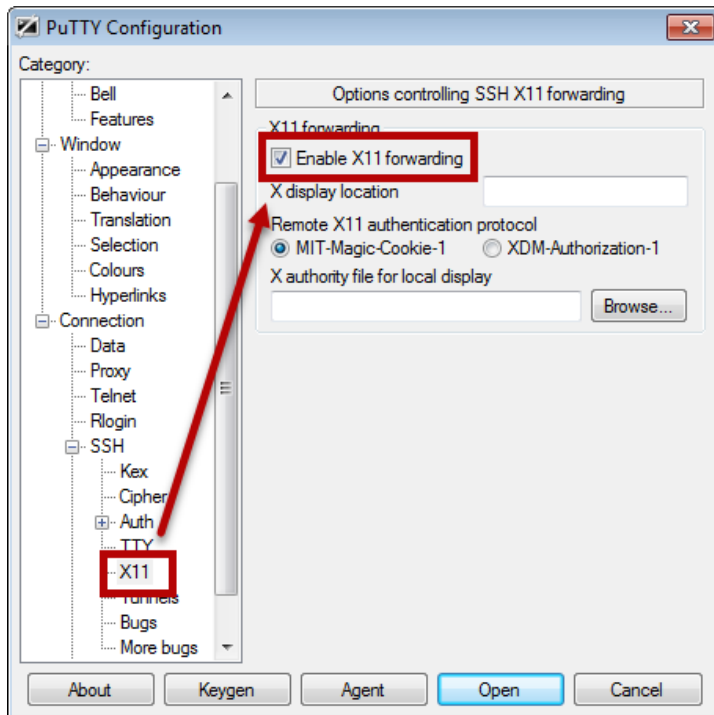 PuTTY Configuration
Category:
Bell
Features
Window
Appearance
Behaviour
Translation
Selection
Colours
Hyperlinks
Connection
Data
Proxy
Telnet
Rlogin
SSH
Kex
Cipher
Auth
TTY
X11
Tunnels
Bugs
More bugs
Options controlling SSH X11 forwarding
X11 forwarding
Enable X11 forwarding
X display location
Remote X11 authentication protocol
MIT-Magic-Cookie-1 XDM-Authorization-1
X authority file for local display
Browse...
About Keygen Agent Open Cancel